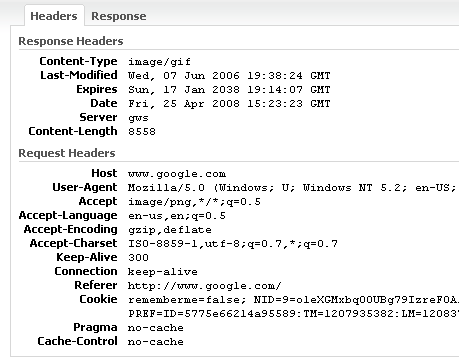 Headers Response
Response Headers
Content-Type image/gif
Last-Modified Wed, 07 Jun 2006 19:38:24 GMT
Expires Sun, 17 Jan 2038 19:14:07 GMT
Date Fri, 25 Apr 2008 15:23:23 GMT
Server gws
Content-Length 8558
Request Headers
Host www.google.com
User-Agent Mozilla/5.0 (Windows; U; Windows NT 5.2; en-US;
Accept image/png,*/*;q=0.5
Accept-Language en-us,en;q=0.5
Accept-Encoding gzip,deflate
Accept-Charset ISO-8859-1,utf-8;q=0.7,*;q=0.7
Keep-Alive 300
Connection keep-alive
Referer http://www.google.com/
Cookie rememberme=false; NID=9=oleXGMxbq00UBg79IzreF0A
PREF=ID=5775e66214a95589:TM=1207935382:LM=12083
Pragma no-cache
Cache-Control no-cache